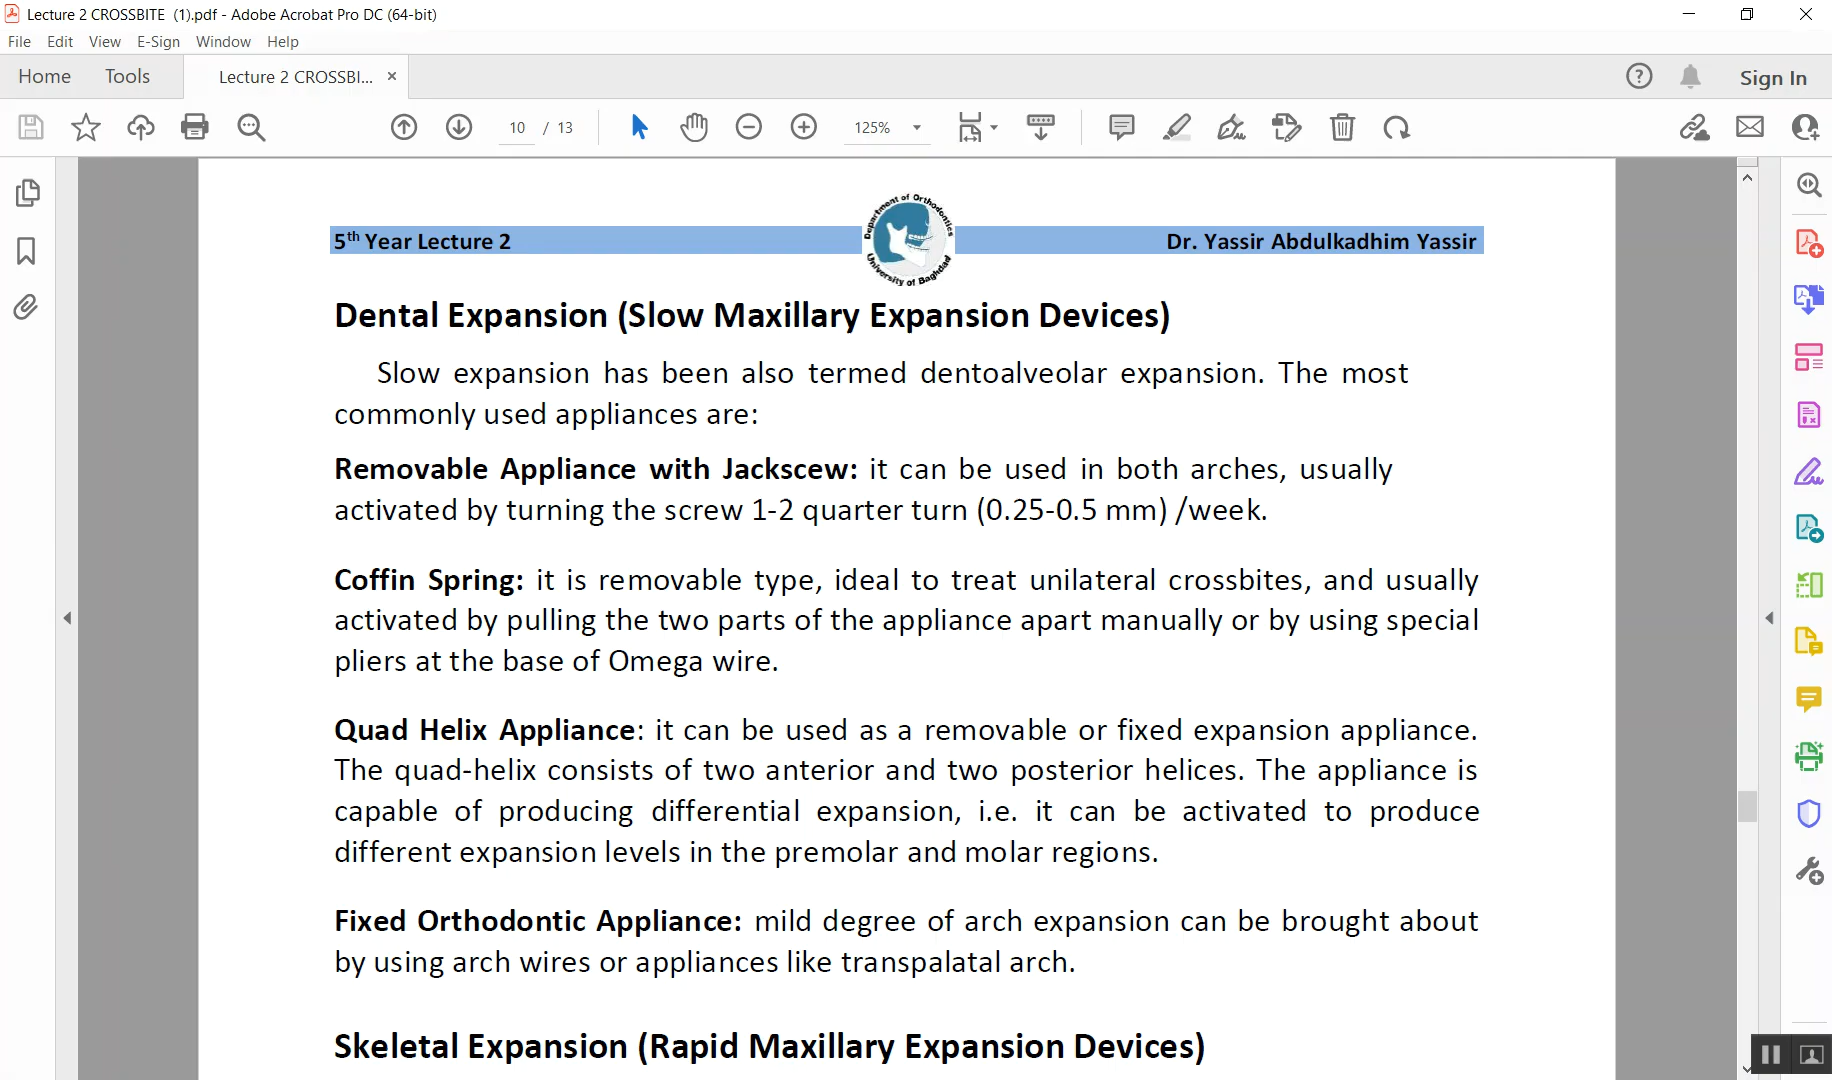 Lecture 2 CROSSBITE  (1).pdf - Adobe Acrobat Pro DC (64-bit)
File Edit View E-Sign Window Help
Home Tools Lecture 2 CROSSBI... × Sign In
10 / 13 125%
Department of Orthodontics
University of Baghdad
5th Year Lecture 2 Dr. Yassir Abdulkadhim Yassir
Dental Expansion (Slow Maxillary Expansion Devices)
Slow expansion has been also termed dentoalveolar expansion. The most
commonly used appliances are:
Removable Appliance with Jackscew: it can be used in both arches, usually
activated by turning the screw 1-2 quarter turn (0.25-0.5 mm) /week.
Coffin Spring: it is removable type, ideal to treat unilateral crossbites, and usually
activated by pulling the two parts of the appliance apart manually or by using special
pliers at the base of Omega wire.
Quad Helix Appliance: it can be used as a removable or fixed expansion appliance.
The quad-helix consists of two anterior and two posterior helices. The appliance is
capable of producing differential expansion, i.e. it can be activated to produce
different expansion levels in the premolar and molar regions.
Fixed Orthodontic Appliance: mild degree of arch expansion can be brought about
by using arch wires or appliances like transpalatal arch.
Skeletal Expansion (Rapid Maxillary Expansion Devices)